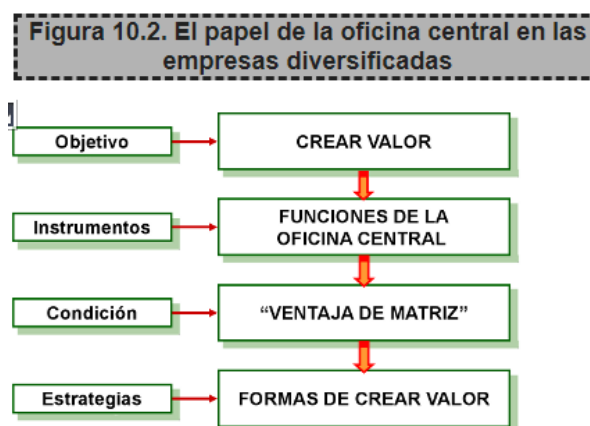 Figura 10.2. El papel de la oficina central en las
empresas diversificadas
Objetivo
CREAR VALOR
Instrumentos
FUNCIONES DE LA
OFICINA CENTRAL
Condición
“VENTAJA DE MATRIZ”
Estrategias
FORMAS DE CREAR VALOR